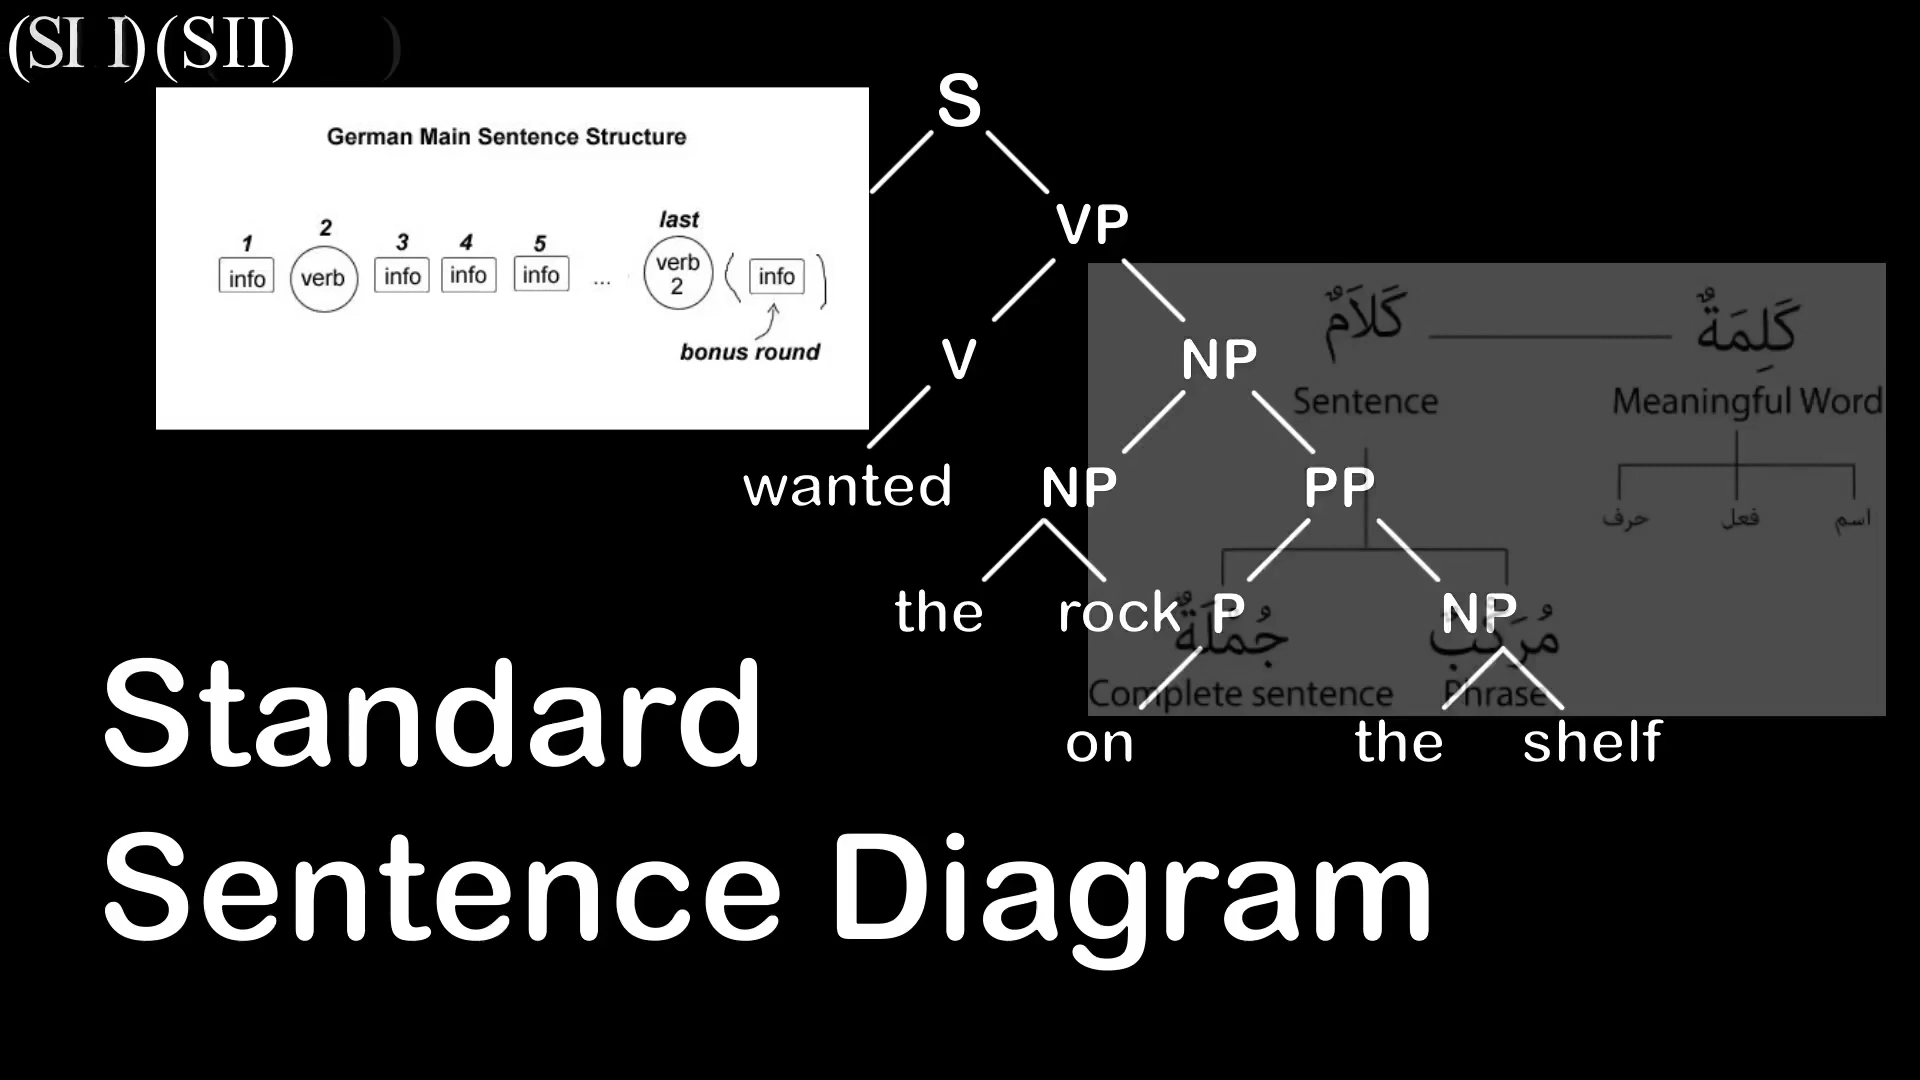 (SI I) (SII) )
German Main Sentence Structure
1 2 3 4 5 last
info verb info info info ... verb 2 ( info )
bonus round
S
VP
V NP
wanted NP PP
the rock P NP
on the shelf
كَلَامٌ كَلِمَةٌ
Sentence Meaningful Word
حرف فعل اسم
جُمْلَةٌ مُرَكَّبٌ
Complete sentence Phrase
Standard
Sentence Diagram